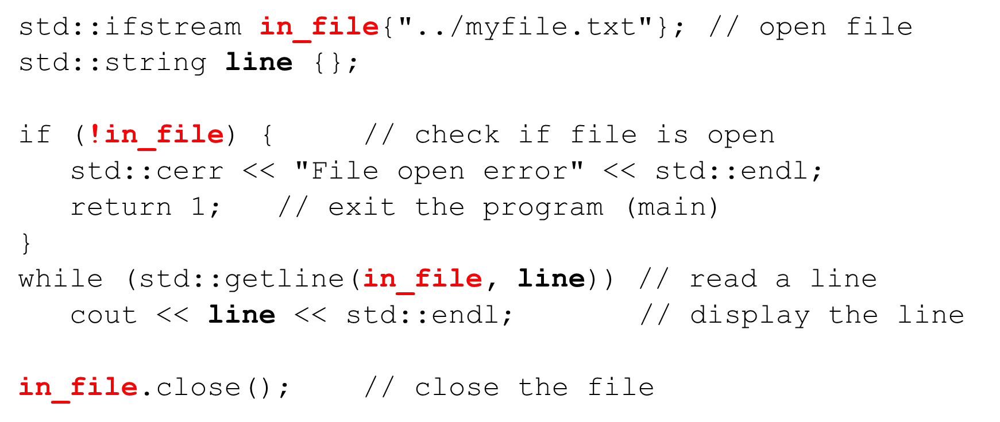 std::ifstream in_file{"../myfile.txt"}; // open file
std::string line {};
if (!in_file) {     // check if file is open
   std::cerr << "File open error" << std::endl;
   return 1;   // exit the program (main)
}
while (std::getline(in_file, line)) // read a line
   cout << line << std::endl;       // display the line
in_file.close();    // close the file